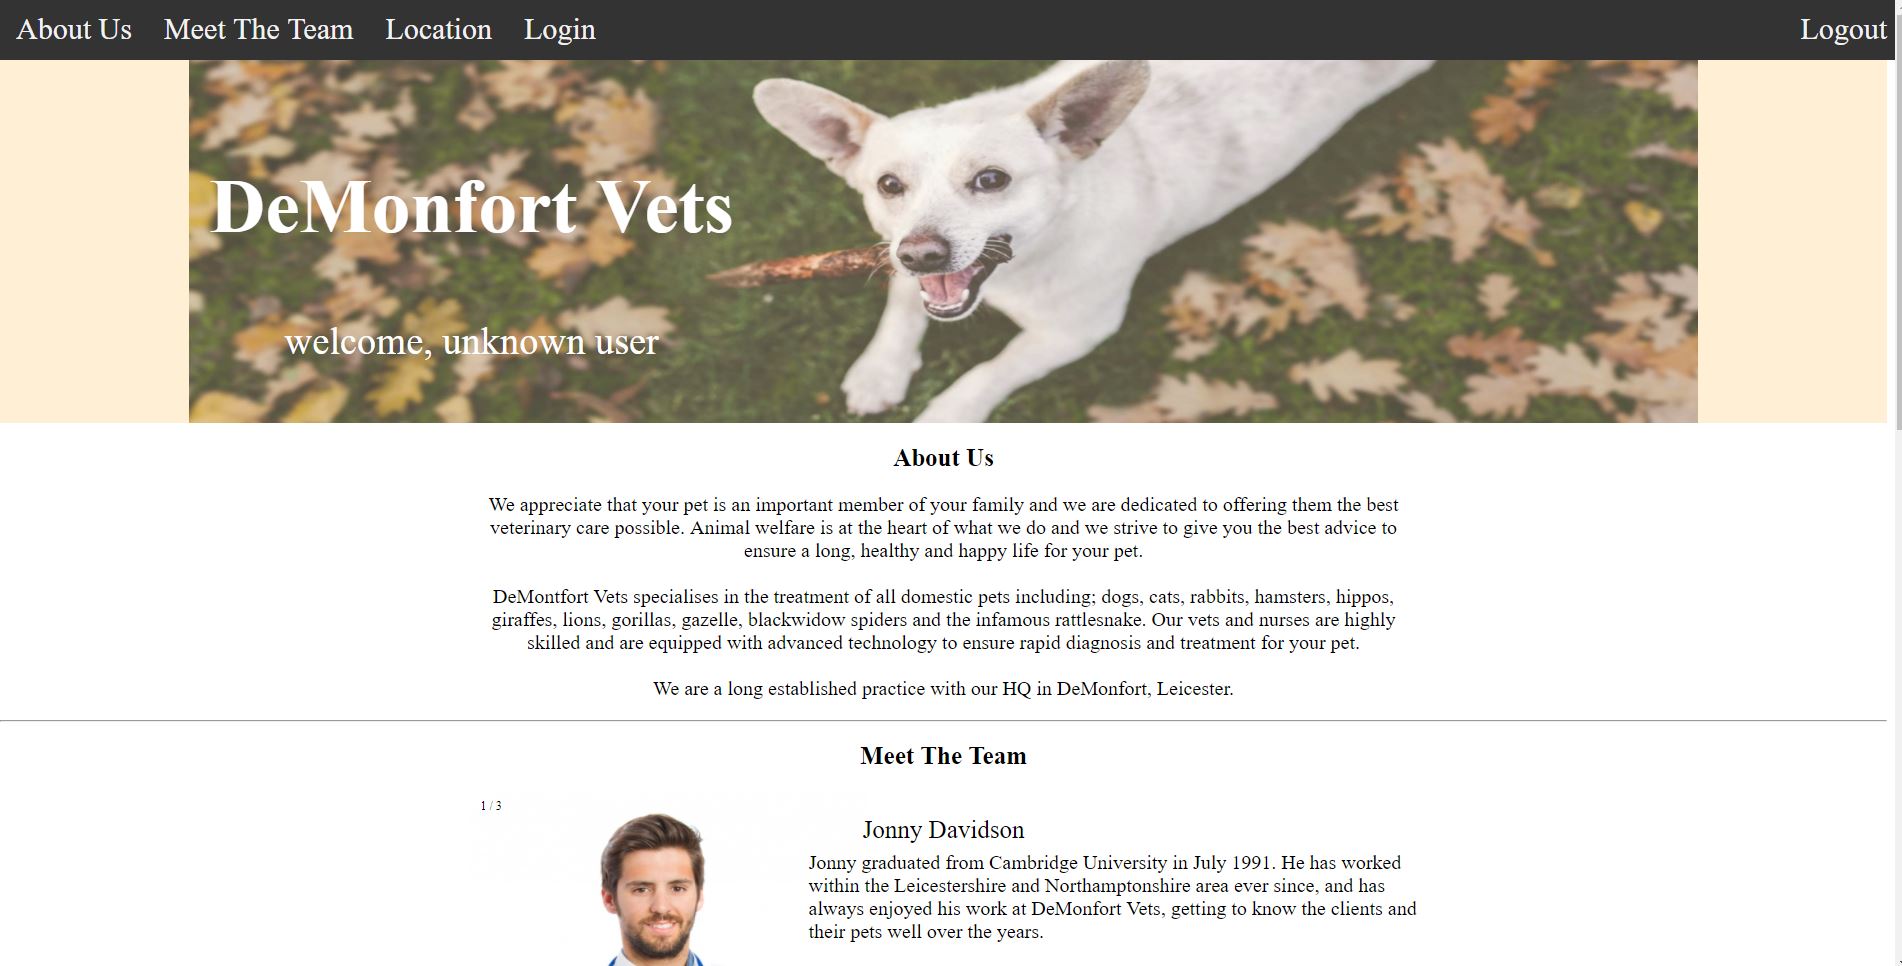 About Us Meet The Team Location Login Logout
DeMonfort Vets
welcome, unknown user
About Us
We appreciate that your pet is an important member of your family and we are dedicated to offering them the best
veterinary care possible. Animal welfare is at the heart of what we do and we strive to give you the best advice to
ensure a long, healthy and happy life for your pet.
DeMontfort Vets specialises in the treatment of all domestic pets including; dogs, cats, rabbits, hamsters, hippos,
giraffes, lions, gorillas, gazelle, blackwidow spiders and the infamous rattlesnake. Our vets and nurses are highly
skilled and are equipped with advanced technology to ensure rapid diagnosis and treatment for your pet.
We are a long established practice with our HQ in DeMonfort, Leicester.
Meet The Team
1 / 3
Jonny Davidson
Jonny graduated from Cambridge University in July 1991. He has worked
within the Leicestershire and Northamptonshire area ever since, and has
always enjoyed his work at DeMonfort Vets, getting to know the clients and
their pets well over the years.